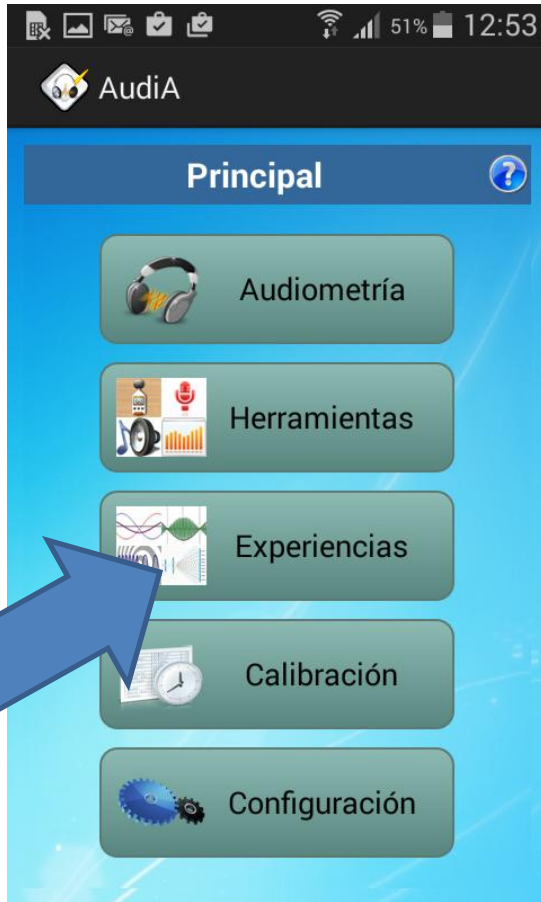 51% 12:53
AudiA
Principal ?
Audiometría
Herramientas
Experiencias
Calibración
Configuración